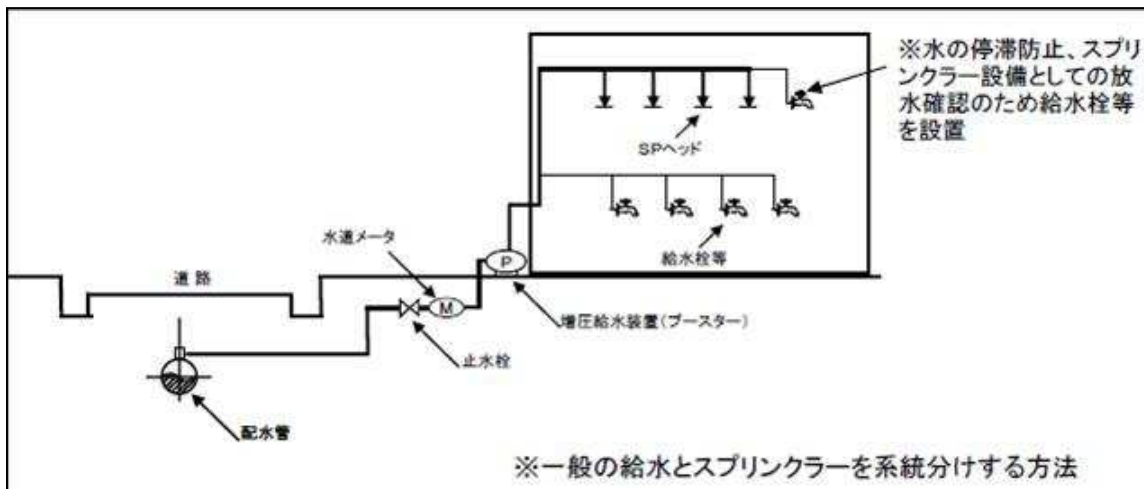 ※水の停滞防止、スプリ
ンクラー設備としての放
水確認のため給水栓等
を設置
SPヘッド
給水栓等
水道メータ
P
道路
M
増圧給水装置(ブースター)
止水栓
配水管
※一般の給水とスプリンクラーを系統分けする方法